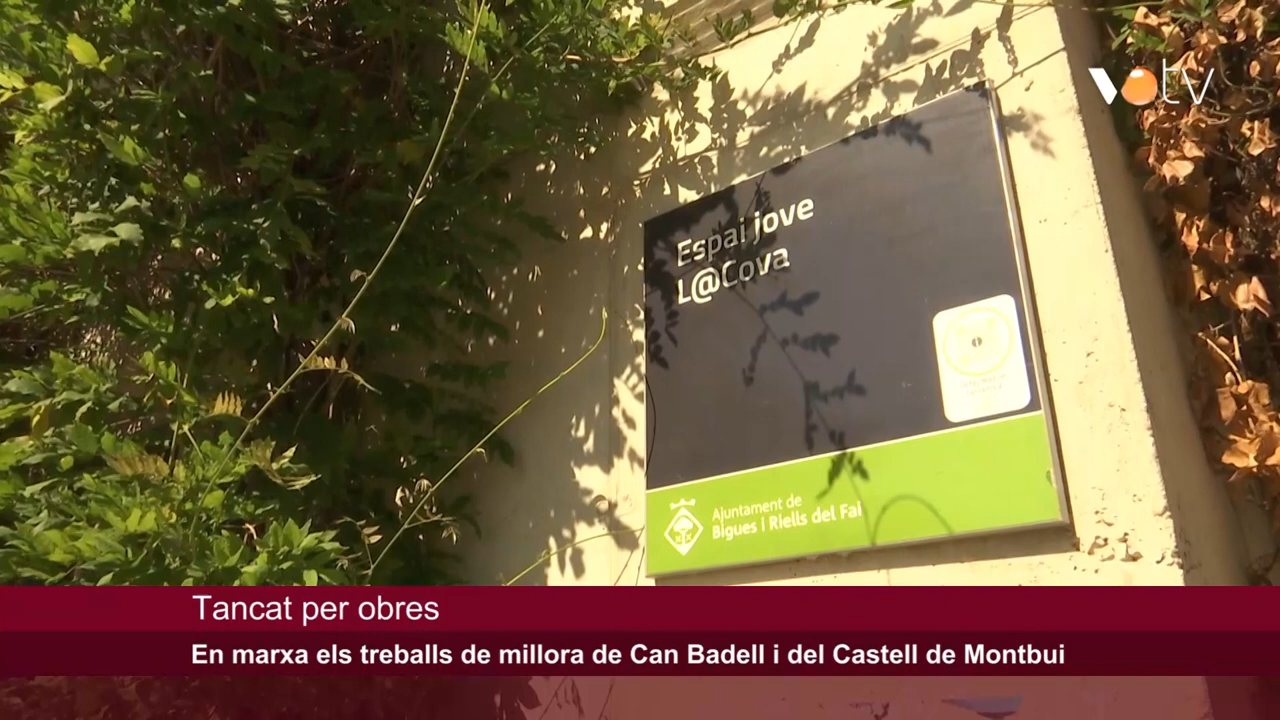 votv
Espai jove
L@Cova
Ajuntament de
Bigues i Riells del Fai
Tancat per obres
En marxa els treballs de millora de Can Badell i del Castell de Montbui